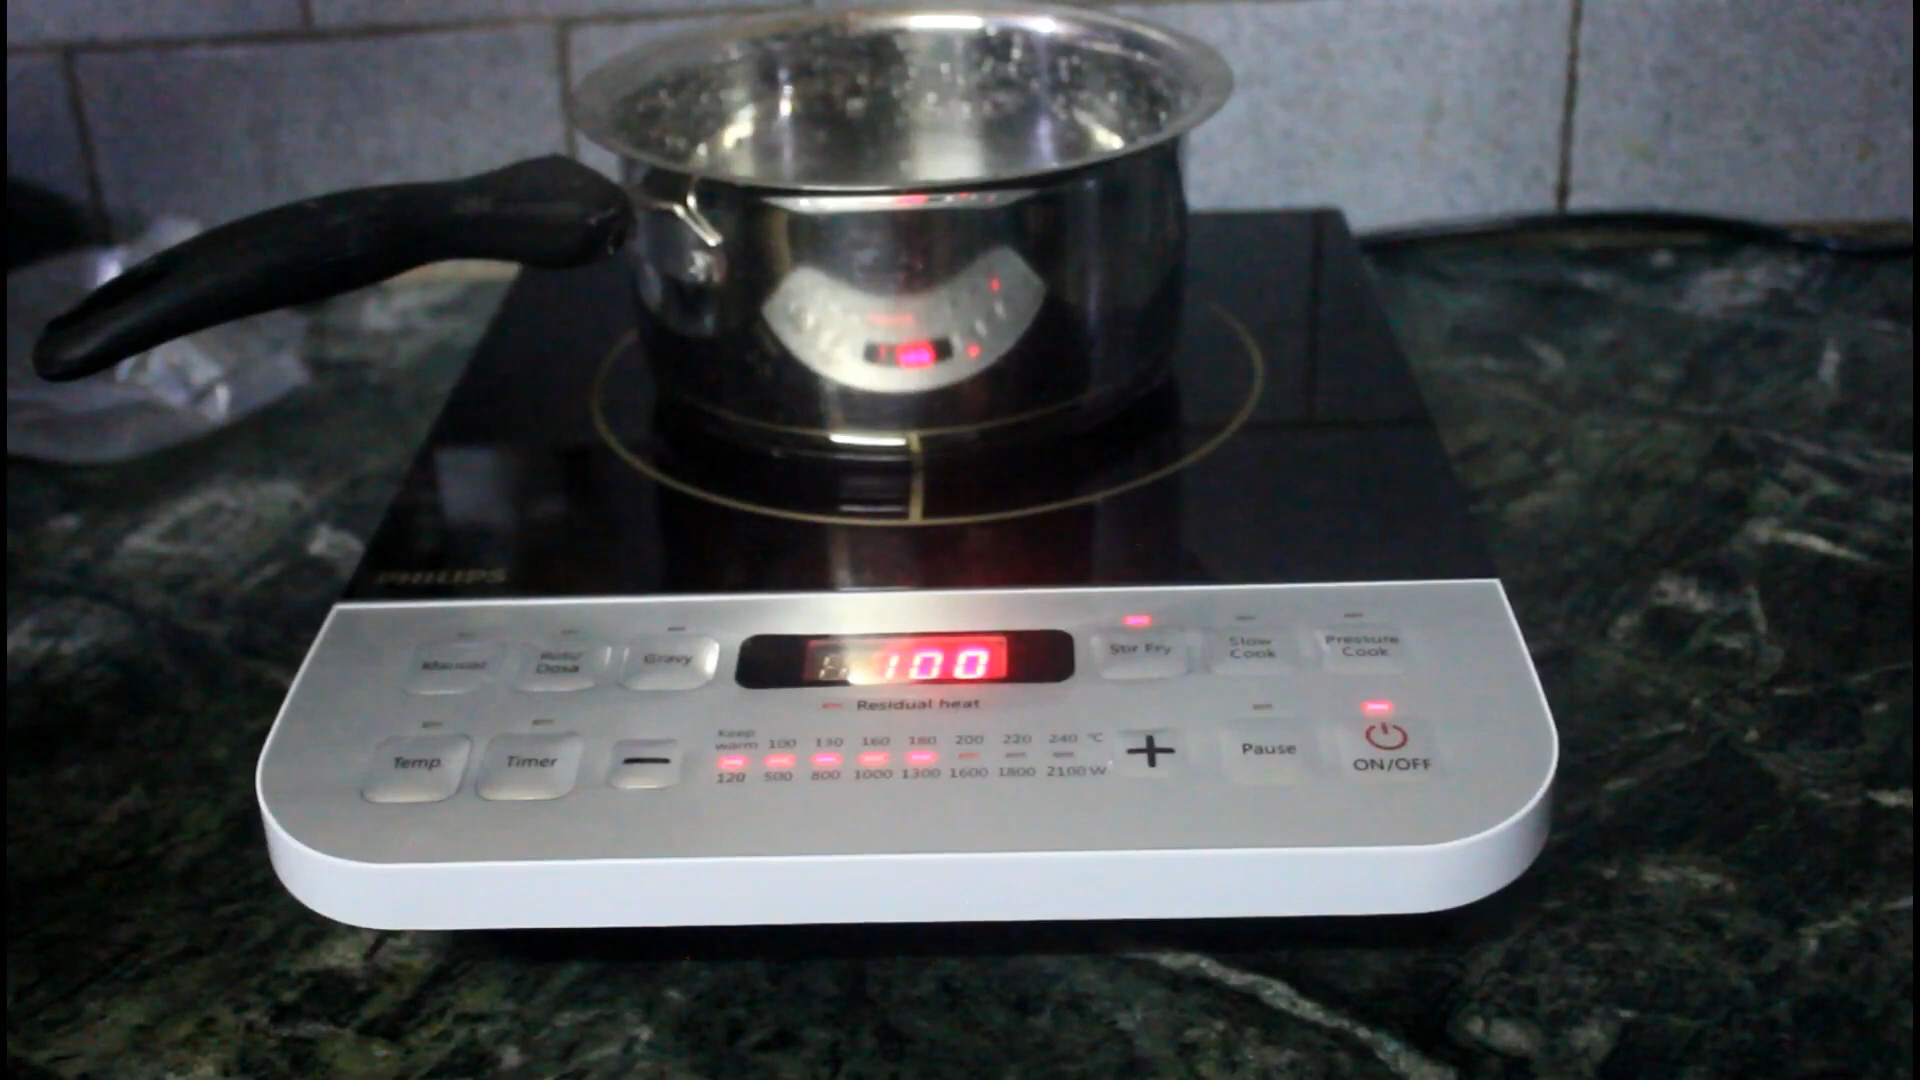 PHILIPS
Manual
Roti/
Dosa
Gravy
100
Stir Fry
Slow
Cook
Pressure
Cook
Residual heat
Temp.
Timer
−
Keep
warm 100 130 160 180 200 220 240 °C
120 500 800 1000 1300 1600 1800 2100 W
+
Pause
ON/OFF